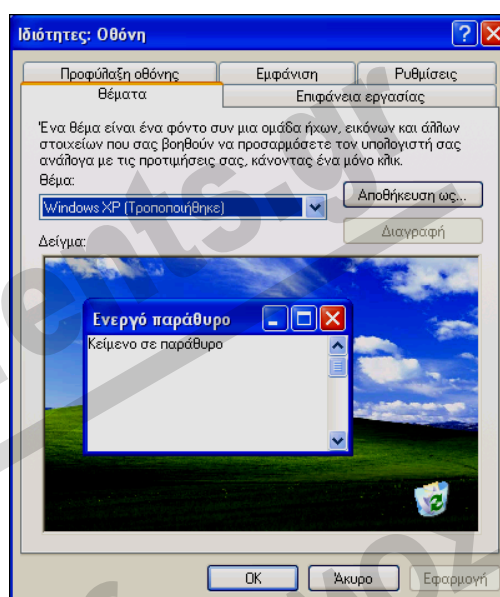 Ιδιότητες: Οθόνη
Προφύλαξη οθόνης Εμφάνιση Ρυθμίσεις
Θέματα Επιφάνεια εργασίας
Ένα θέμα είναι ένα φόντο συν μια ομάδα ήχων, εικόνων και άλλων
στοιχείων που σας βοηθούν να προσαρμόσετε τον υπολογιστή σας
ανάλογα με τις προτιμήσεις σας, κάνοντας ένα μόνο κλικ.
Θέμα:
Windows XP (Τροποποιήθηκε)
Αποθήκευση ως...
Διαγραφή
Δείγμα:
Ενεργό παράθυρο
Κείμενο σε παράθυρο
OK Άκυρο Εφαρμογή